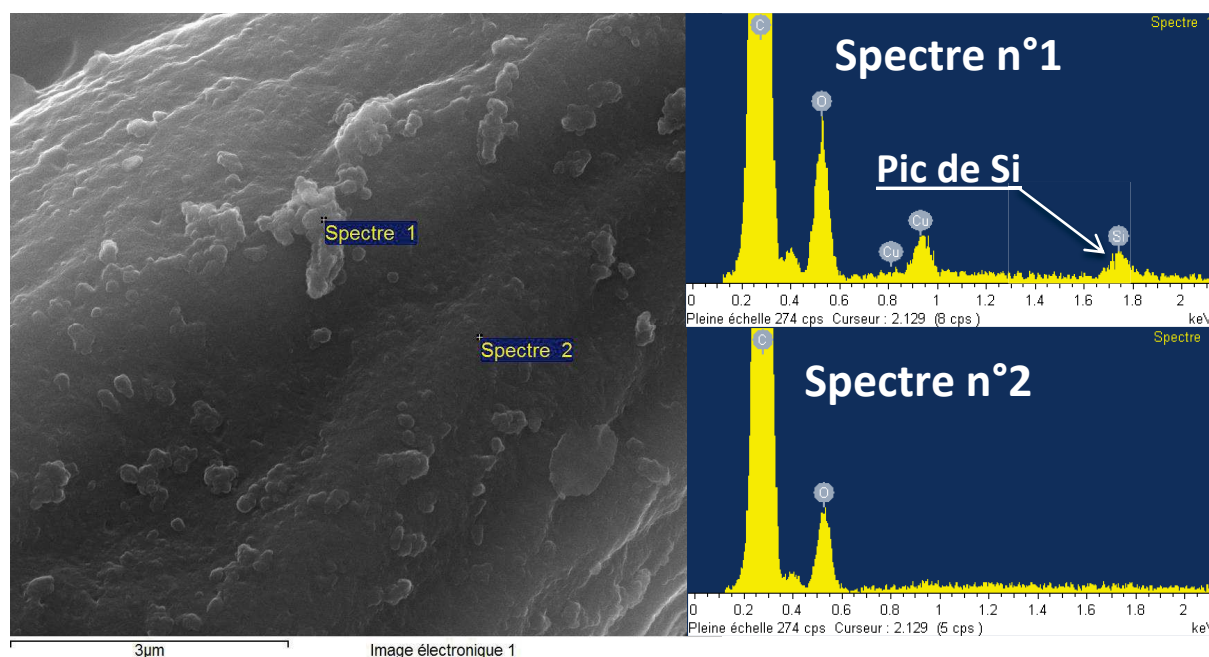 Spectre 1
Spectre 2
3µm
Image électronique 1
Spectre
C
Spectre n°1
O
Pic de Si
Cu
Cu
Si
0 0.2 0.4 0.6 0.8 1 1.2 1.4 1.6 1.8 2
Pleine échelle 274 cps Curseur : 2.129 (8 cps )
keV
Spectre
C
Spectre n°2
O
0 0.2 0.4 0.6 0.8 1 1.2 1.4 1.6 1.8 2
Pleine échelle 274 cps Curseur : 2.129 (5 cps )
keV